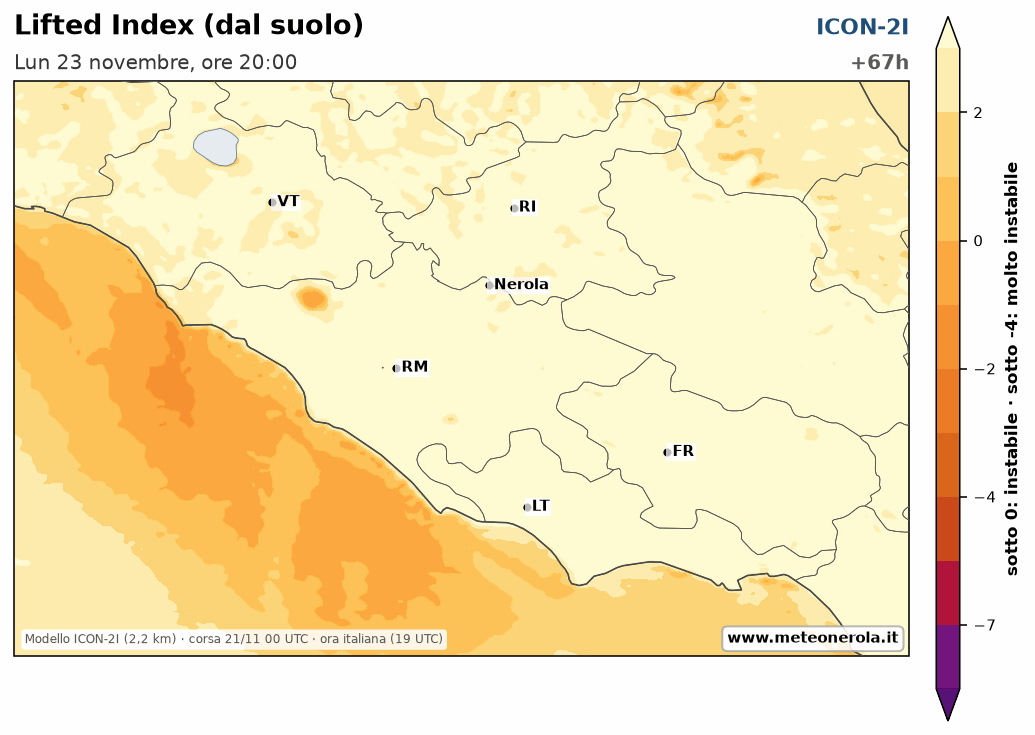 Lifted Index (dal suolo)
ICON-2I
Lun 23 novembre, ore 20:00
+67h
VT
RI
Nerola
RM
FR
LT
Modello ICON-2I (2,2 km) · corsa 21/11 00 UTC · ora italiana (19 UTC)
www.meteonerola.it
2
0
−2
−4
−7
sotto 0: instabile · sotto -4: molto instabile